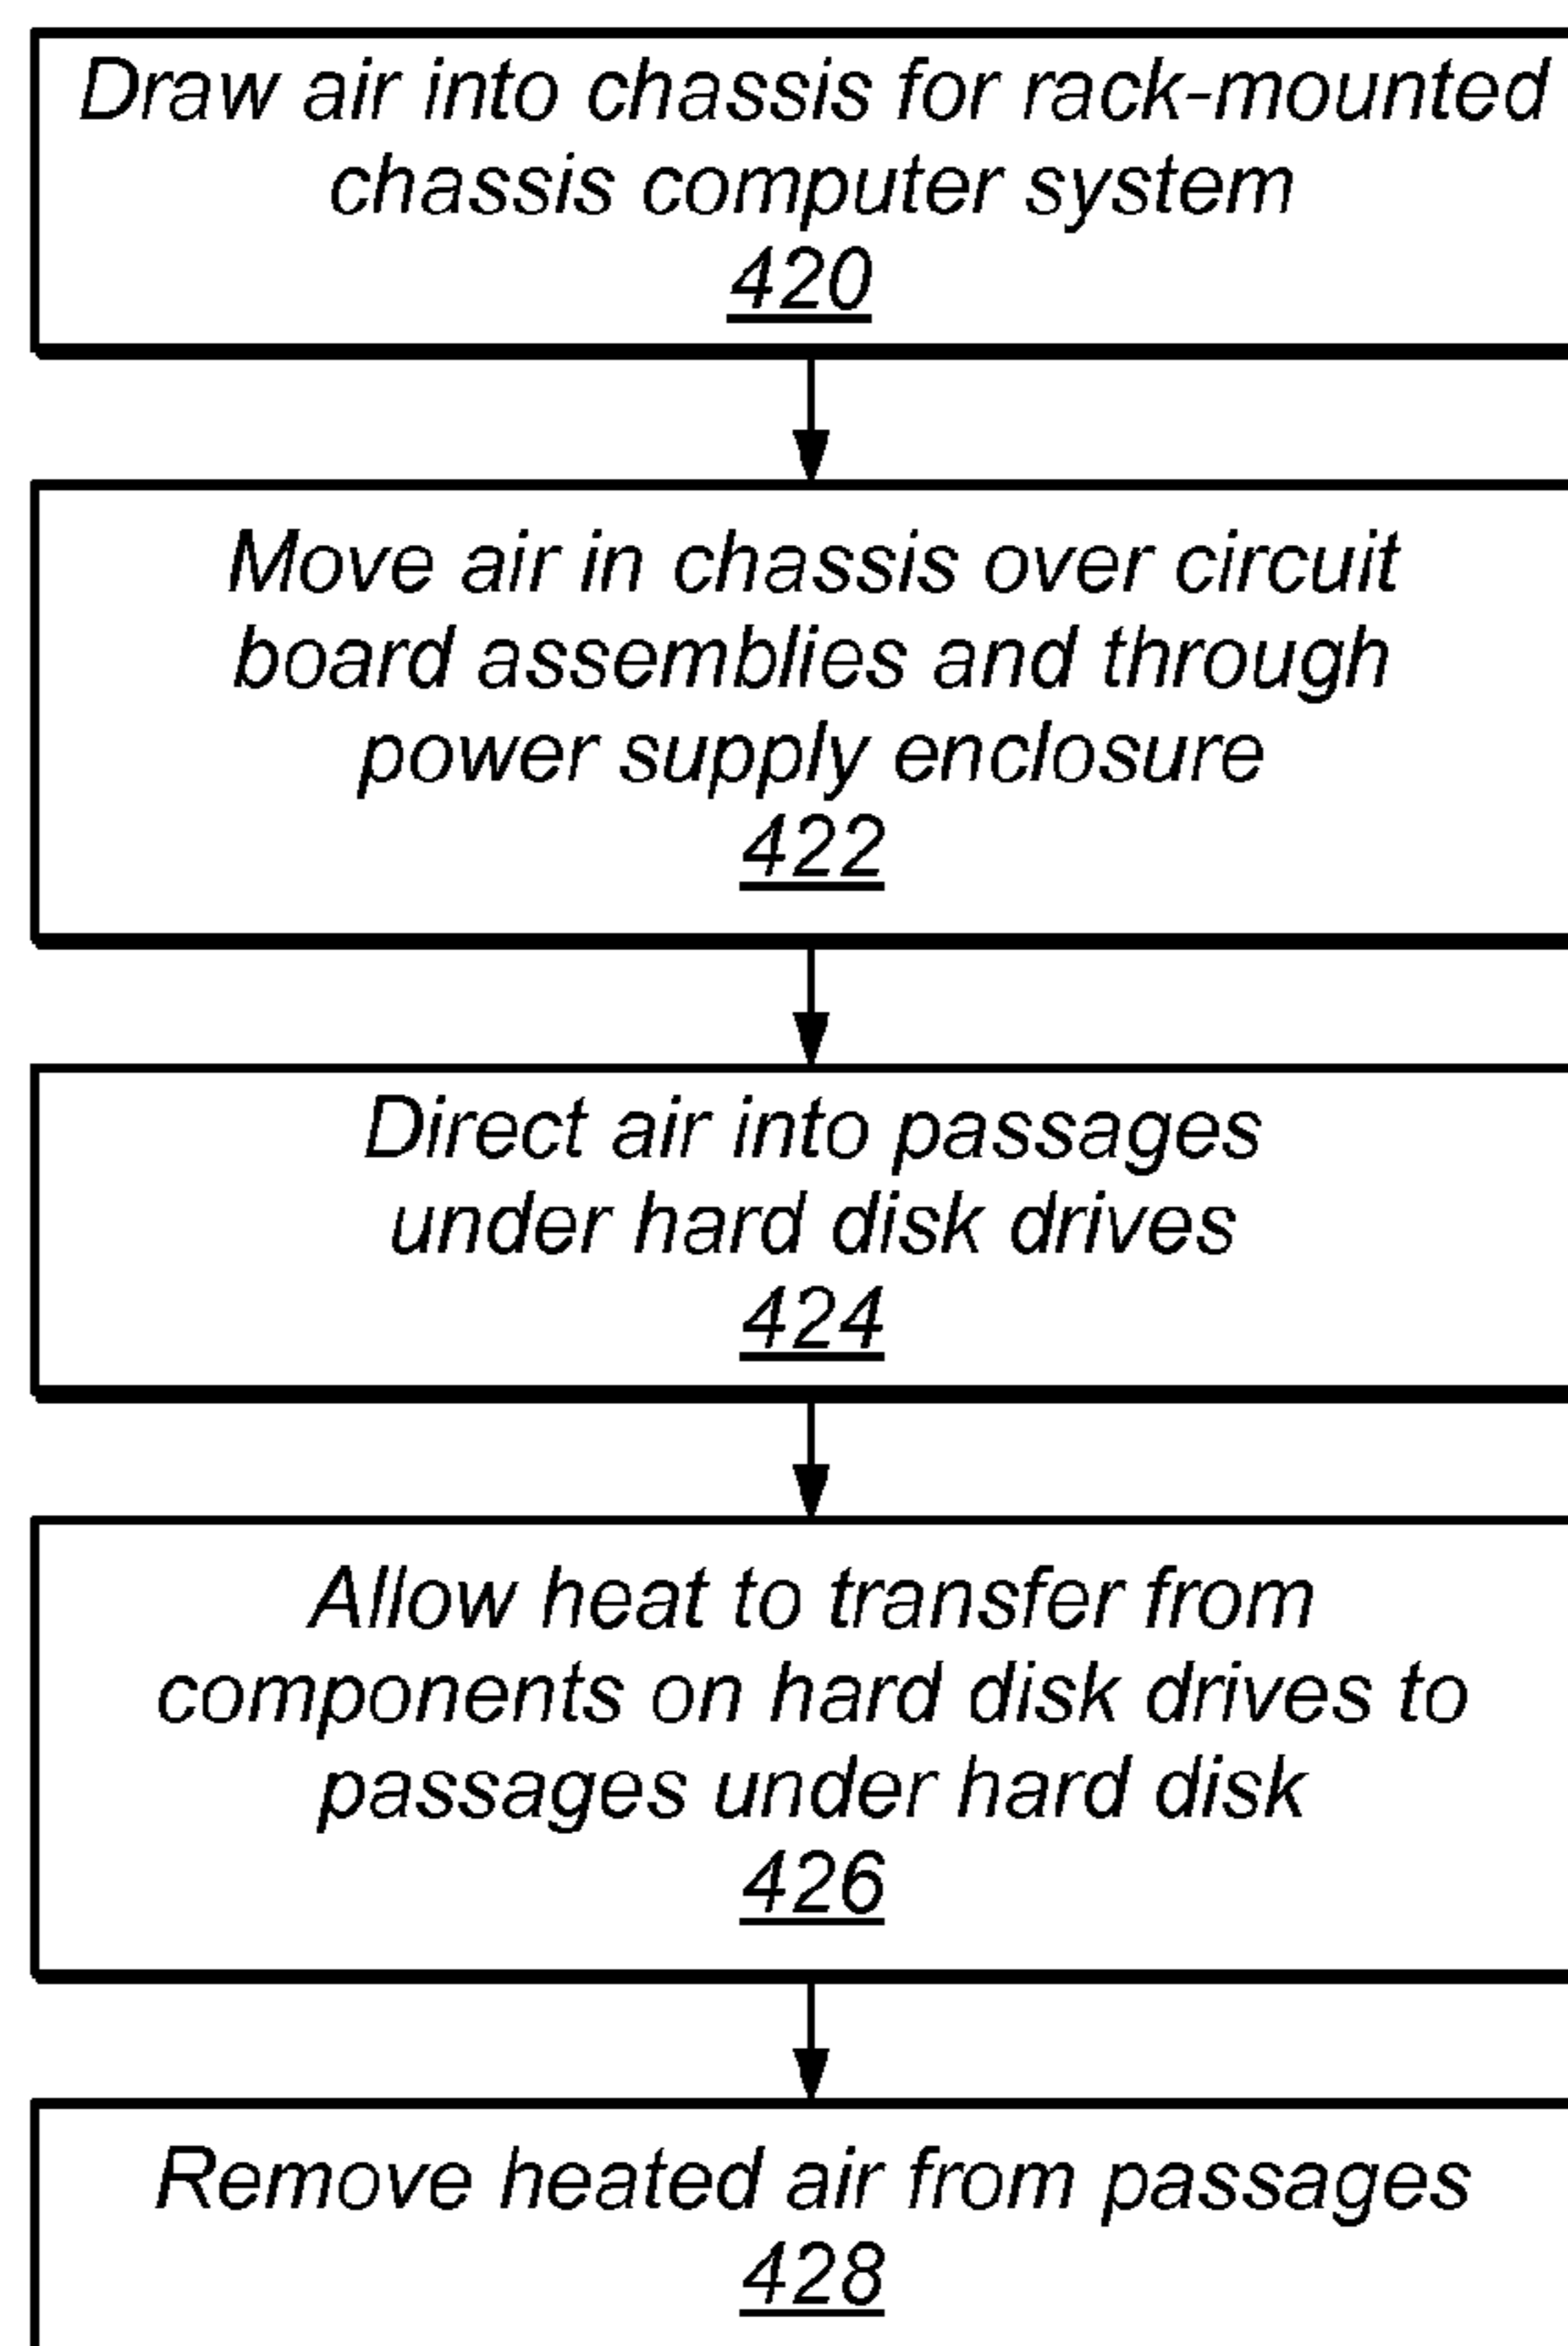 Draw air into chassis for rack-mounted
chassis computer system
420
Move air in chassis over circuit
board assemblies and through
power supply enclosure
422
Direct air into passages
under hard disk drives
424
Allow heat to transfer from
components on hard disk drives to
passages under hard disk
426
Remove heated air from passages
428